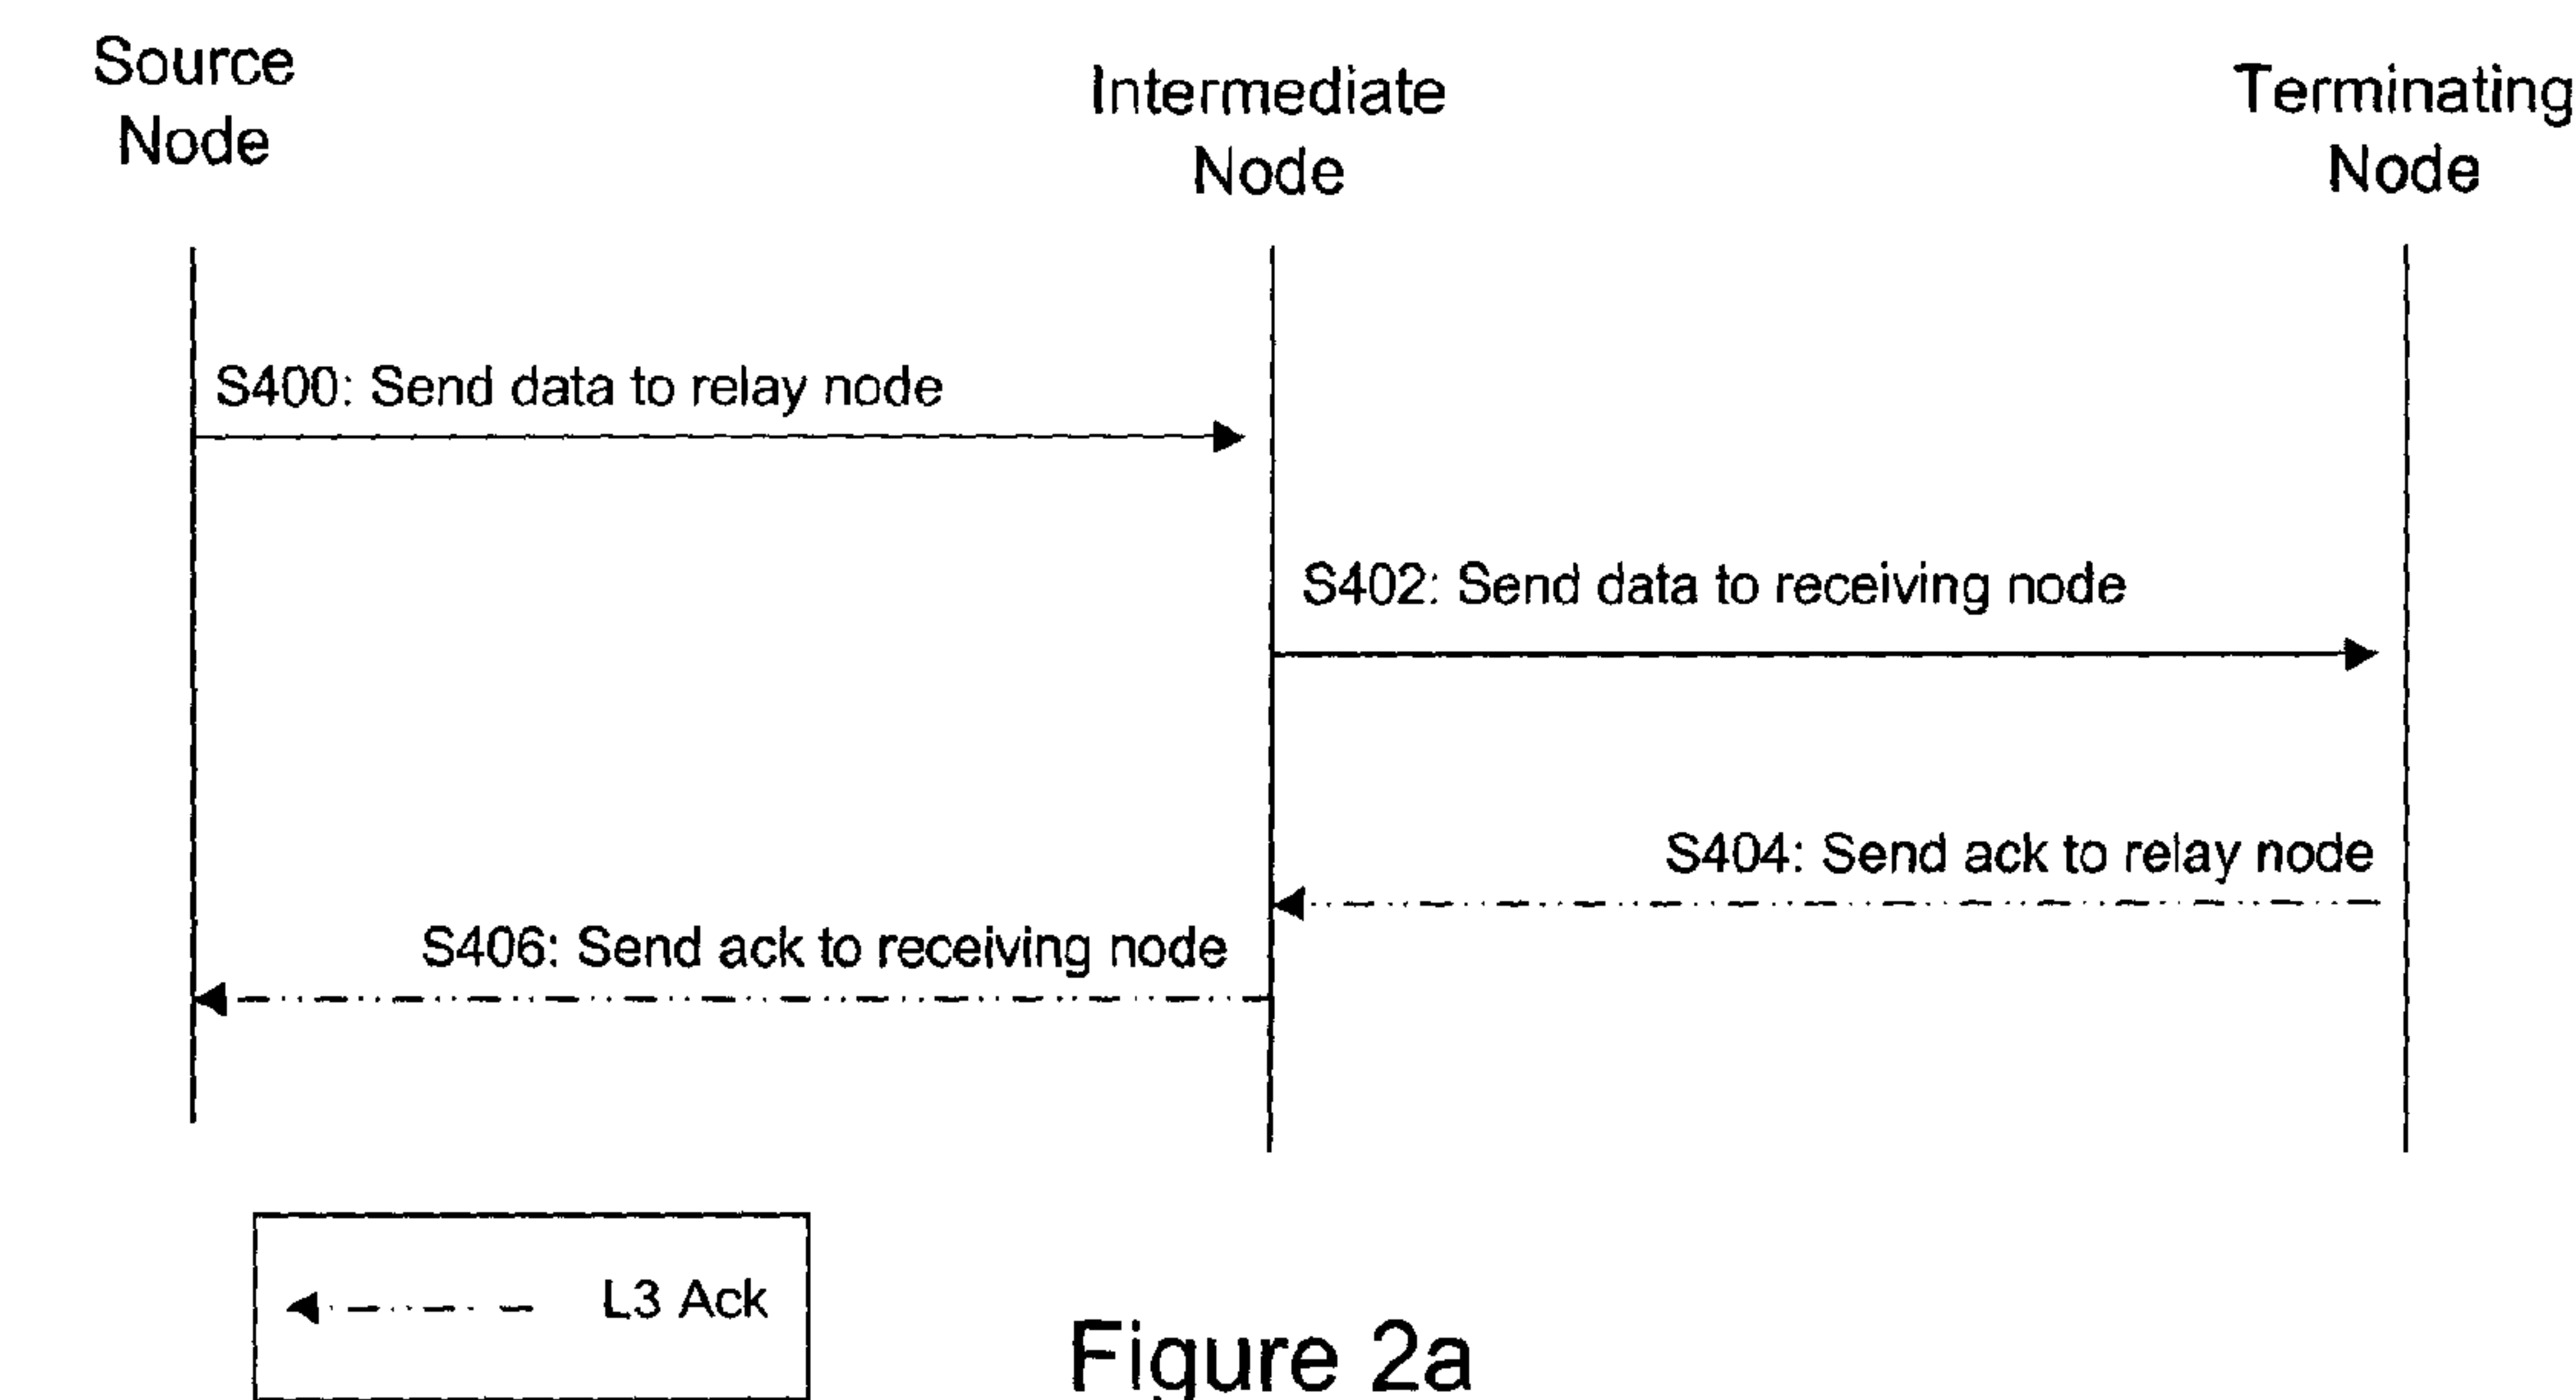 Source
Node
Intermediate
Node
Terminating
Node
S400: Send data to relay node
S402: Send data to receiving node
S404: Send ack to relay node
S406: Send ack to receiving node
L3 Ack
Figure 2a